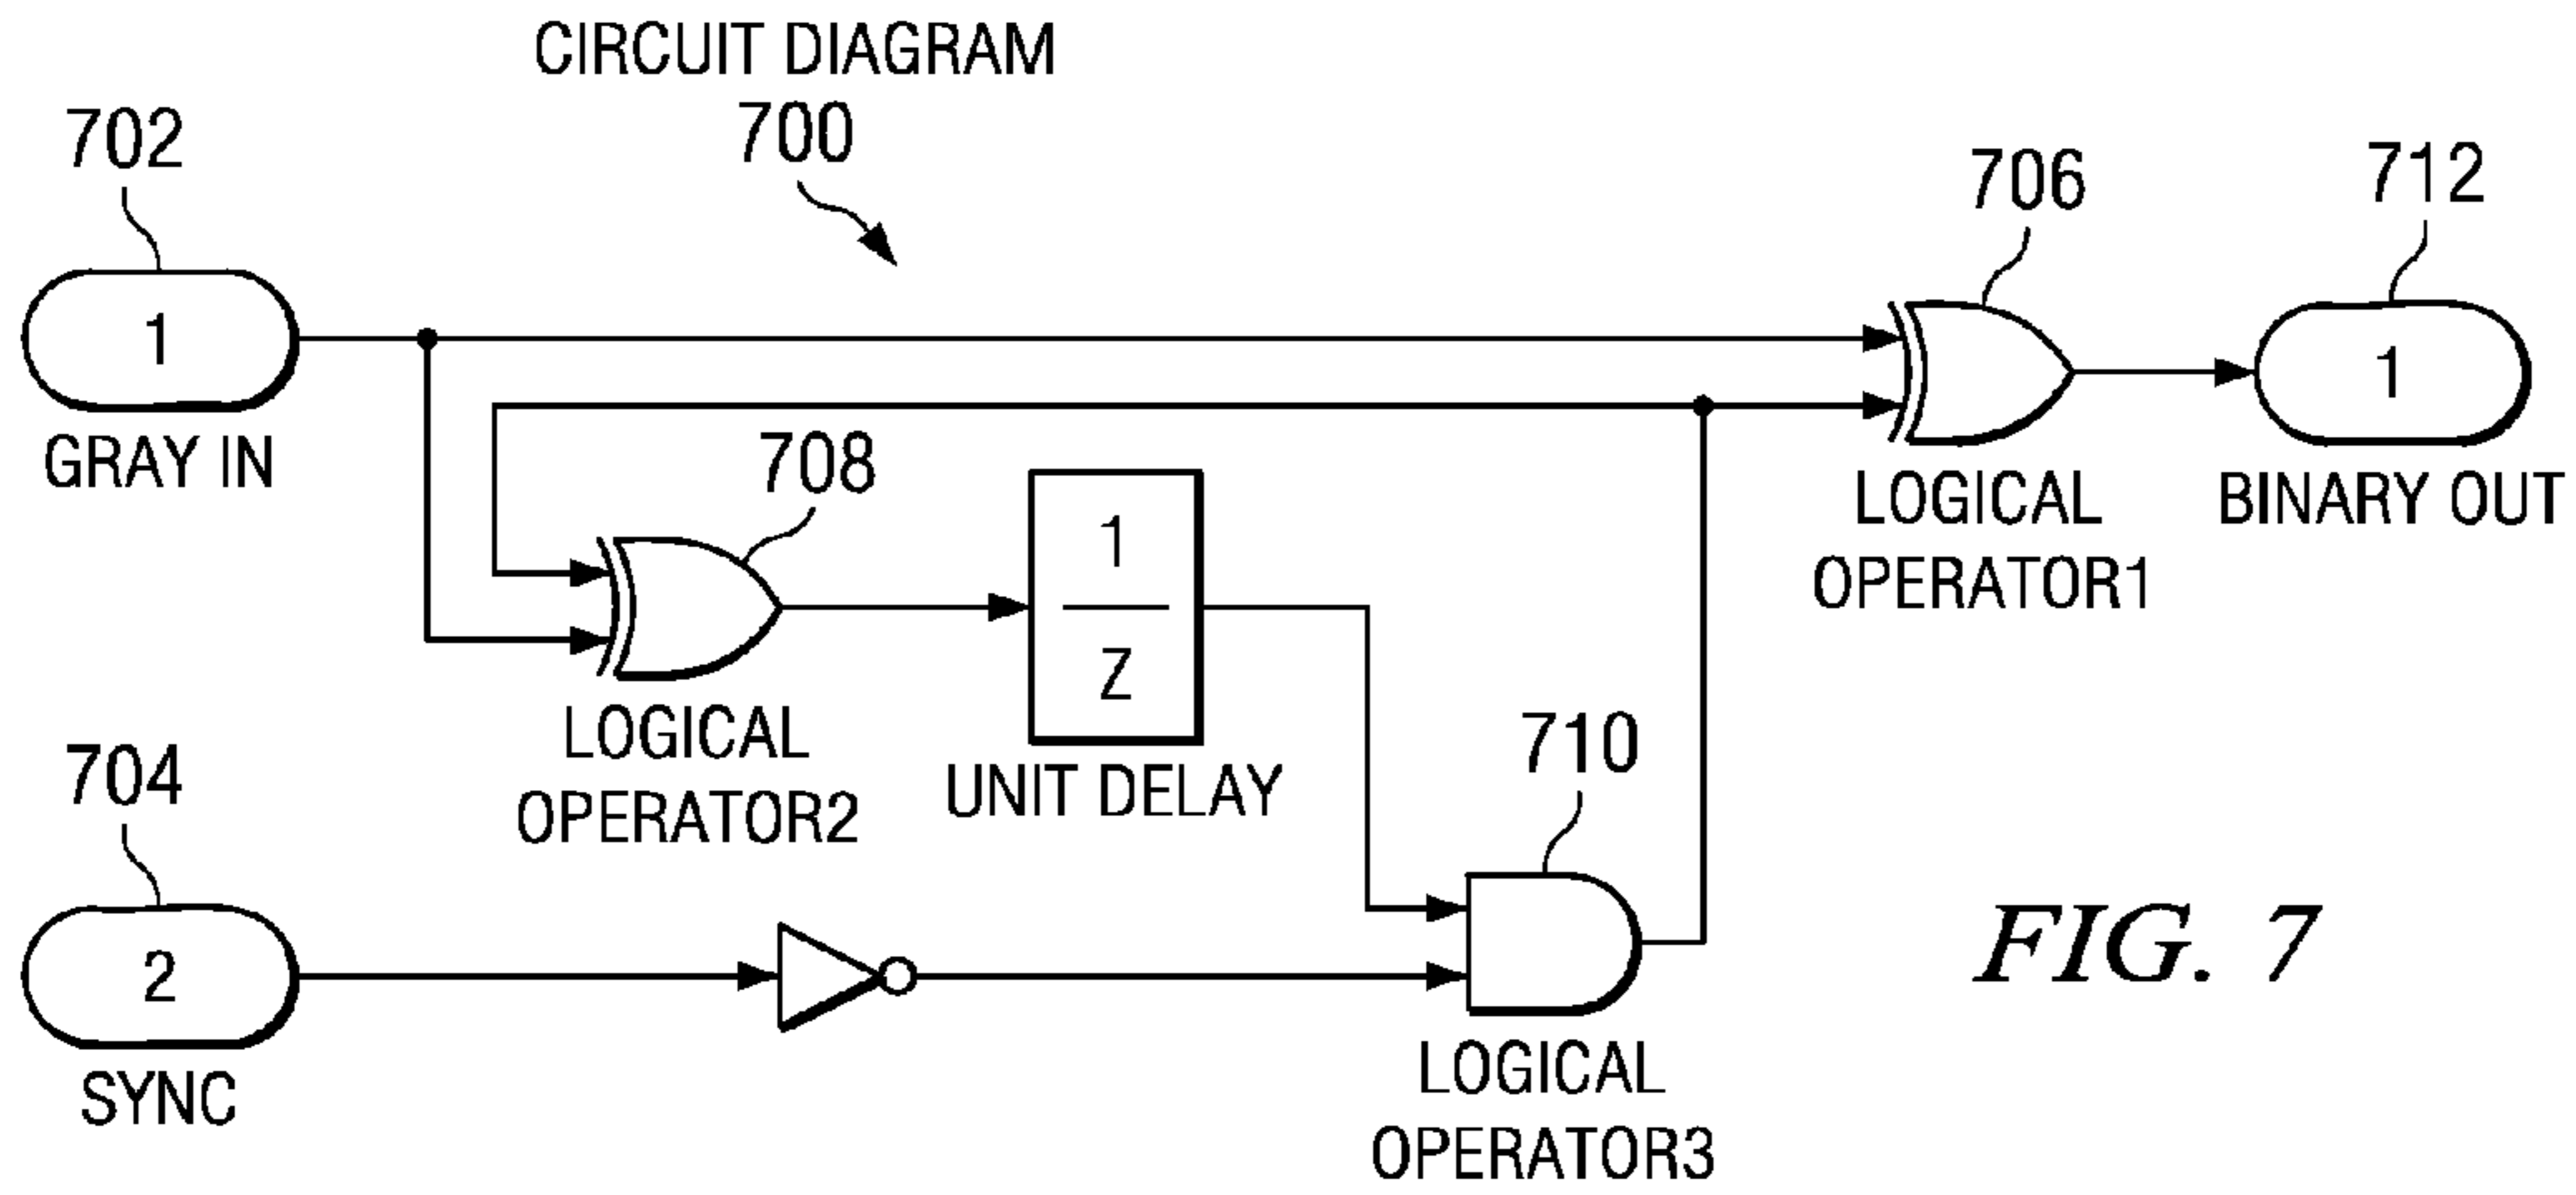 CIRCUIT DIAGRAM
700
702
1
GRAY IN
706
LOGICAL
OPERATOR1
712
1
BINARY OUT
708
LOGICAL
OPERATOR2
1
Z
UNIT DELAY
704
2
SYNC
710
LOGICAL
OPERATOR3
FIG. 7